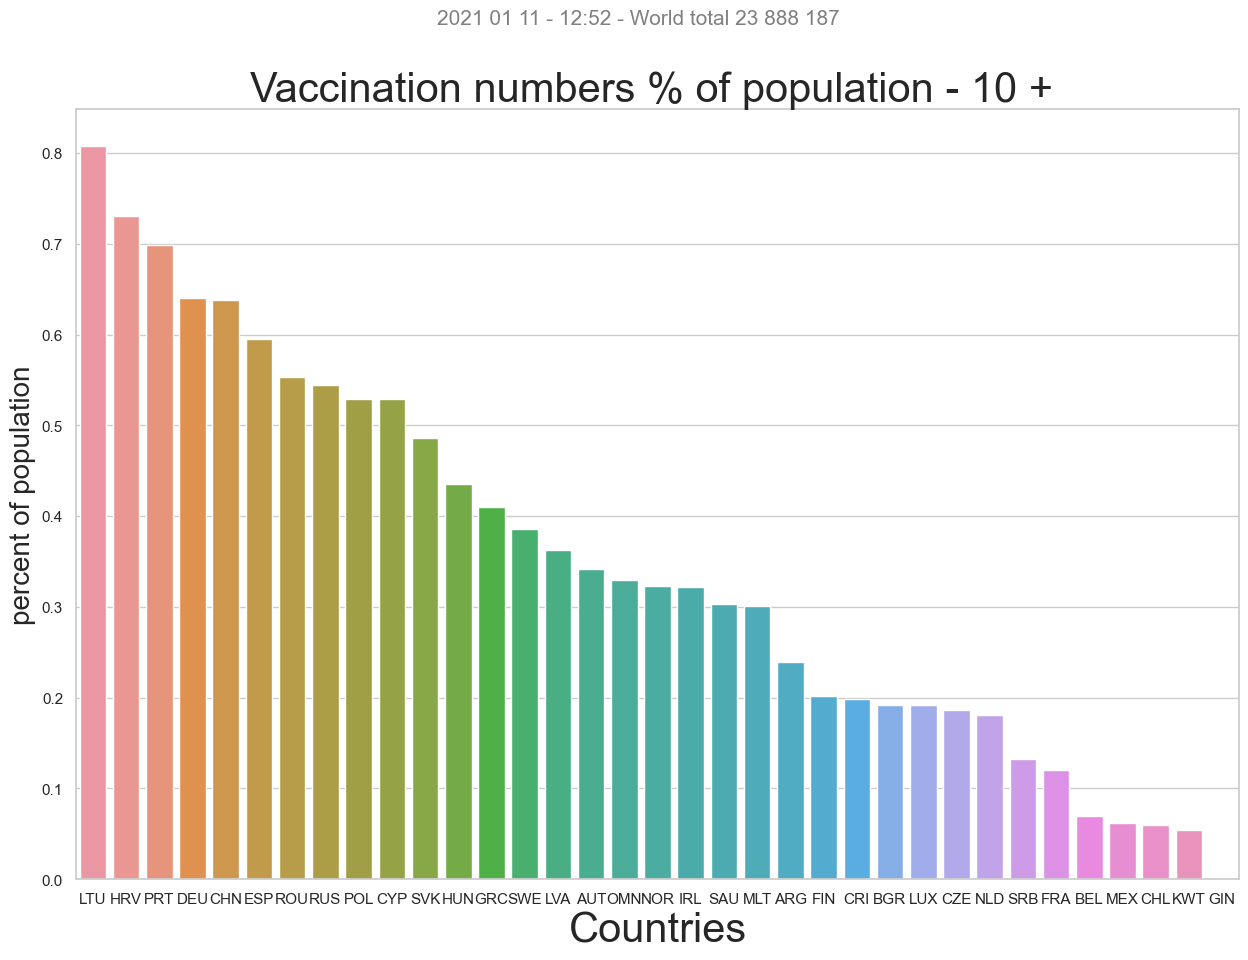 2021 01 11 - 12:52 - World total 23 888 187
Vaccination numbers % of population - 10 +
0.8
0.7
0.6
0.5
0.4
0.3
0.2
0.1
0.0
percent of population
LTU HRV PRT DEU CHN ESP ROU RUS POL CYP SVK HUN GRC SWE LVA AUT OMN NOR IRL SAU MLT ARG FIN CRI BGR LUX CZE NLD SRB FRA BEL MEX CHL KWT GIN
Countries